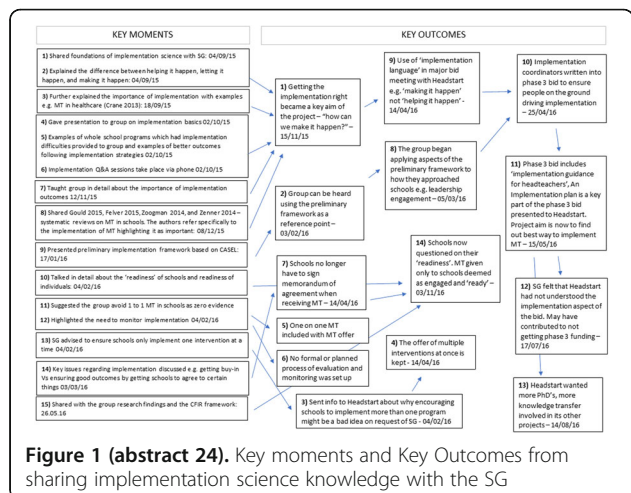 KEY MOMENTS
KEY OUTCOMES
1) Shared foundations of implementation science with SG: 04/09/15
2) Explained the difference between helping it happen, letting it
happen, and making it happen: 04/09/15
3) Further explained the importance of implementation with examples
e.g. MT in healthcare (Crane 2013): 18/09/15
4) Gave presentation to group on implementation basics 02/10/15
5) Examples of whole school programs which had implementation
difficulties provided to group and examples of better outcomes
following implementation strategies 02/10/15
6) Implementation Q&A sessions take place via phone 02/10/15
7) Taught group in detail about the importance of implementation
outcomes 12/11/15
8) Shared Gould 2015, Felver 2015, Zoogman 2014, and Zenner 2014 –
systematic reviews on MT in schools. The authors refer specifically to
the implementation of MT highlighting it as important: 08/12/15
9) Presented preliminary implementation framework based on CASEL:
17/01/16
10) Talked in detail about the 'readiness' of schools and readiness of
individuals: 04/02/16
11) Suggested the group avoid 1 to 1 MT in schools as zero evidence
12) Highlighted the need to monitor implementation 04/02/16
13) SG advised to ensure schools only implement one intervention at a
time 04/02/16
14) Key issues regarding implementation discussed e.g. getting buy-in
Vs ensuring good outcomes by getting schools to agree to certain
things 03/03/16
15) Shared with the group research findings and the CFIR framework:
26.05.16
1) Getting the
implementation right
became a key aim of
the project – "how can
we make it happen?" –
15/11/15
2) Group can be heard
using the preliminary
framework as a
reference point –
03/02/16
7) Schools no longer
have to sign
memorandum of
agreement when
receiving MT – 14/04/16
5) One on one MT
included with MT offer
6) No formal or planned
process of evaluation and
monitoring was set up
3) Sent info to Headstart about why encouraging
schools to implement more than one program
might be a bad idea on request of SG - 04/02/16
9) Use of 'implementation
language' in major bid
meeting with Headstart
e.g. 'making it happen'
not 'helping it happen' -
14/04/16
8) The group began
applying aspects of the
preliminary framework to
how they approached
schools e.g. leadership
engagement – 05/03/16
14) Schools now
questioned on their
'readiness'. MT given
only to schools deemed
as engaged and 'ready' –
03/11/16
4) The offer of multiple
interventions at once is
kept - 14/04/16
10) Implementation
coordinators written into
phase 3 bid to ensure
people on the ground
driving implementation –
25/04/16
11) Phase 3 bid includes
'implementation guidance
for headteachers', An
Implementation plan is a
key part of the phase 3 bid
presented to Headstart.
Project aim is now to find
out best way to implement
MT – 15/05/16
12) SG felt that Headstart
had not understood the
implementation aspect of
the bid. May have
contributed to not
getting phase 3 funding –
17/07/16
13) Headstart wanted
more PhD's, more
knowledge transfer
involved in its other
projects – 14/08/16
Figure 1 (abstract 24). Key moments and Key Outcomes from
sharing implementation science knowledge with the SG